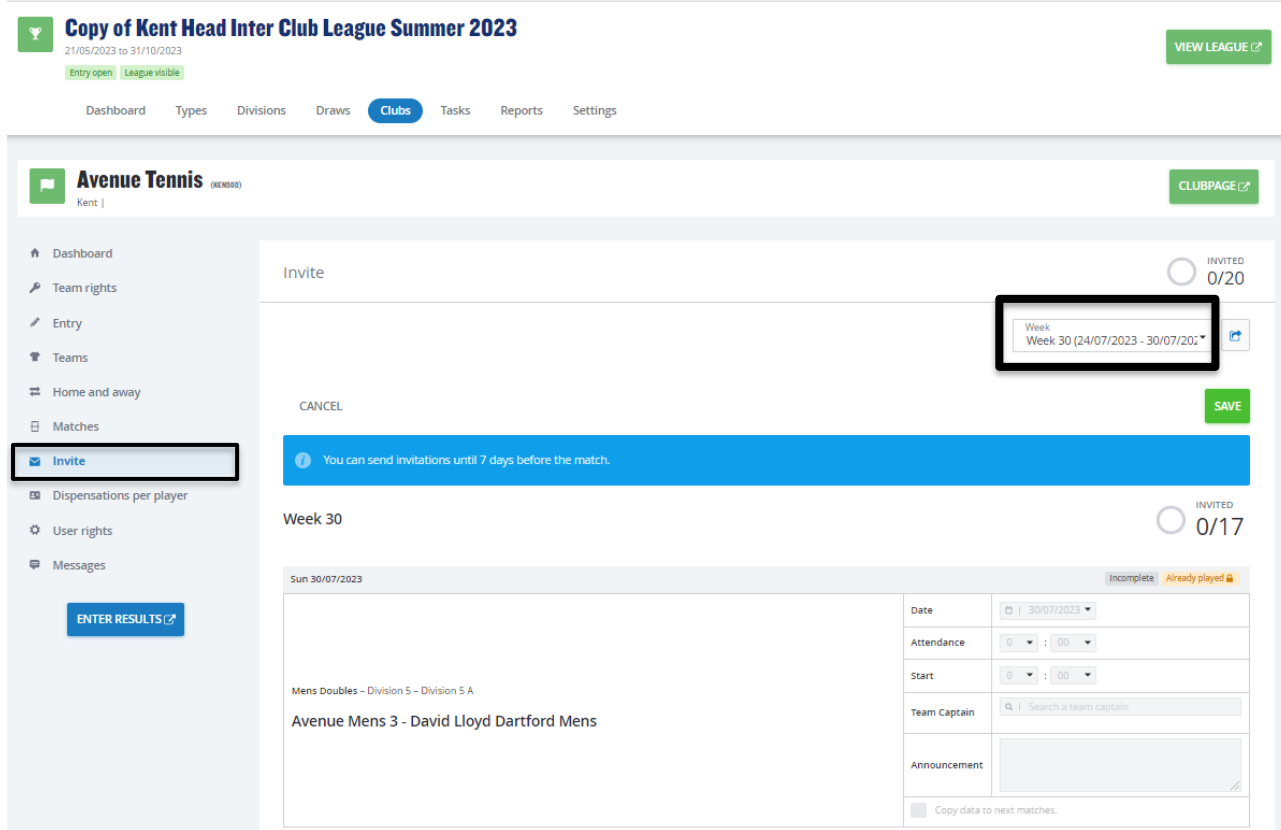 Copy of Kent Head Inter Club League Summer 2023
21/05/2023 to 31/10/2023
Entry open League visible
VIEW LEAGUE
Dashboard Types Divisions Draws Clubs Tasks Reports Settings
Avenue Tennis (KEN500)
Kent |
CLUBPAGE
Dashboard
Team rights
Entry
Teams
Home and away
Matches
Invite
Dispensations per player
User rights
Messages
ENTER RESULTS
Invite
INVITED
0/20
Week
Week 30 (24/07/2023 - 30/07/202
CANCEL
SAVE
You can send invitations until 7 days before the match.
Week 30
INVITED
0/17
Sun 30/07/2023
Incomplete Already played
Mens Doubles – Division 5 – Division 5 A
Avenue Mens 3 - David Lloyd Dartford Mens
Date 30/07/2023
Attendance 0 : 00
Start 0 : 00
Team Captain Search a team captain
Announcement
Copy data to next matches.